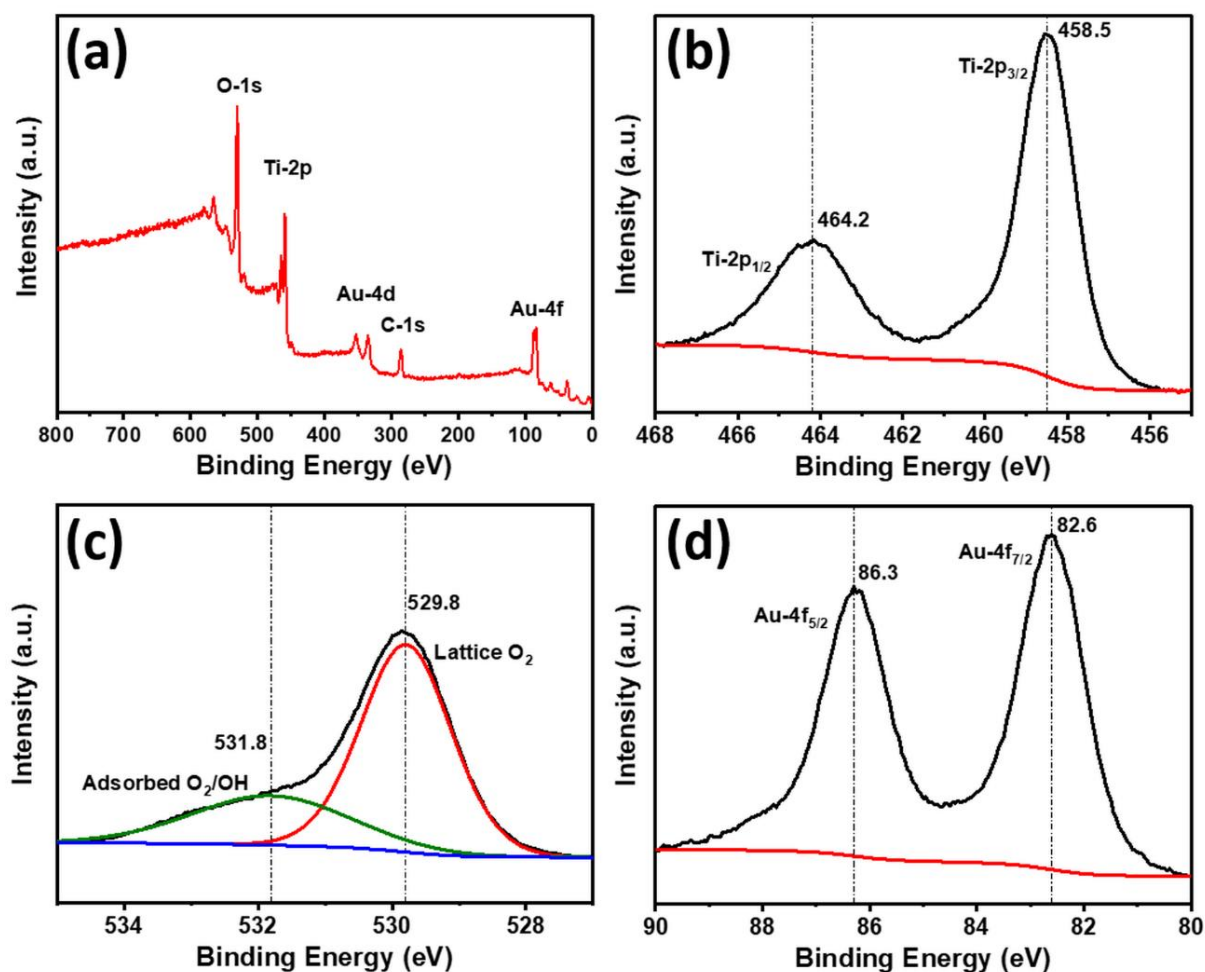 (a)
O-1s
Ti-2p
Au-4d
C-1s
Au-4f
Intensity (a.u.)
800 700 600 500 400 300 200 100 0
Binding Energy (eV)
(b)
458.5
Ti-2p3/2
464.2
Ti-2p1/2
Intensity (a.u.)
468 466 464 462 460 458 456
Binding Energy (eV)
(c)
529.8
Lattice O2
531.8
Adsorbed O2/OH
Intensity (a.u.)
534 532 530 528
Binding Energy (eV)
(d)
82.6
Au-4f7/2
86.3
Au-4f5/2
Intensity (a.u.)
90 88 86 84 82 80
Binding Energy (eV)